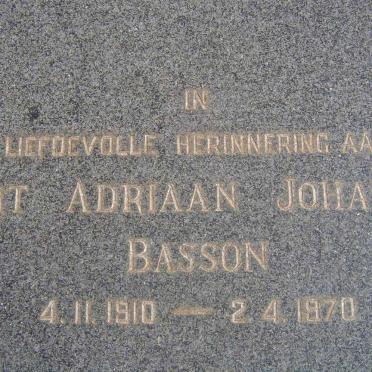 IN
LIEFDEVOLLE HERINNERING AA
ADRIAAN JOHA
BASSON
4.11.1910 — 2.4.1970